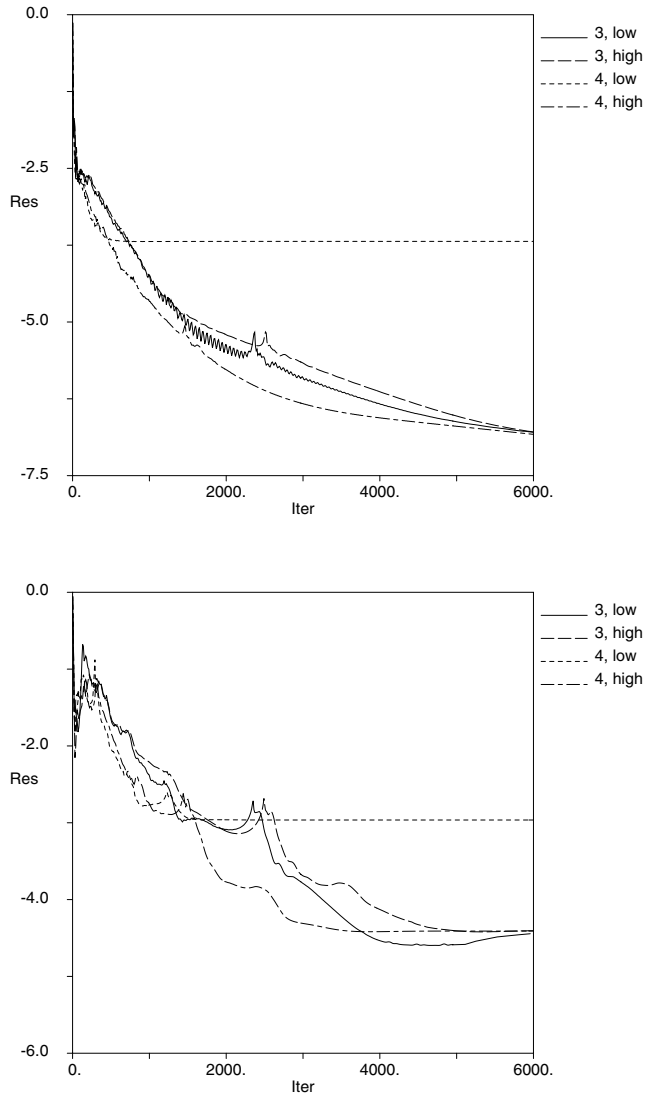 0.0
-2.5
Res
-5.0
-7.5
0. 2000. 4000. 6000.
Iter
3, low
3, high
4, low
4, high
0.0
-2.0
Res
-4.0
-6.0
0. 2000. 4000. 6000.
Iter
3, low
3, high
4, low
4, high